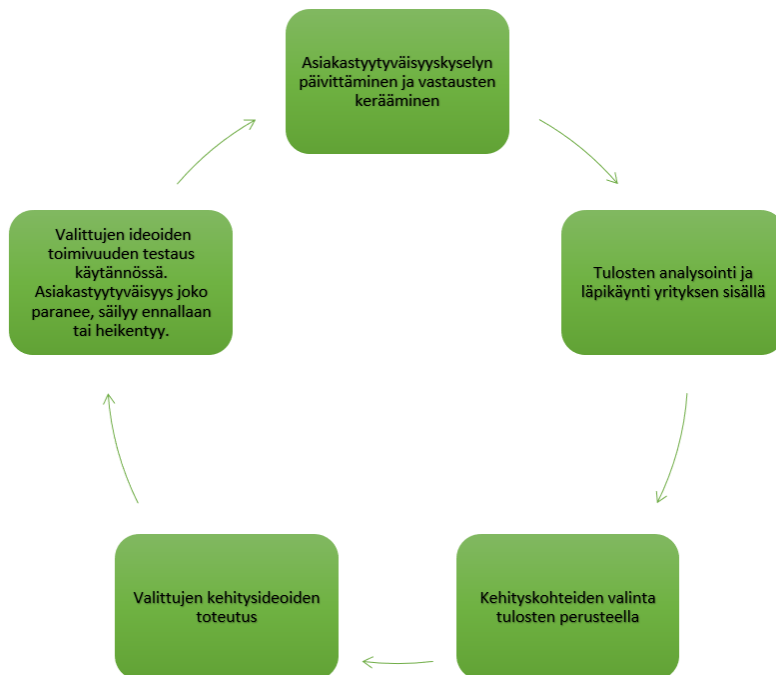 Asiakastyytyväisyyskyselyn
päivittäminen ja vastausten
kerääminen
Tulosten analysointi ja
läpikäynti yrityksen sisällä
Kehityskohteiden valinta
tulosten perusteella
Valittujen kehitysideoiden
toteutus
Valittujen ideoiden
toimivuuden testaus
käytännössä.
Asiakastyytyväisyys joko
paranee, säilyy ennallaan
tai heikentyy.